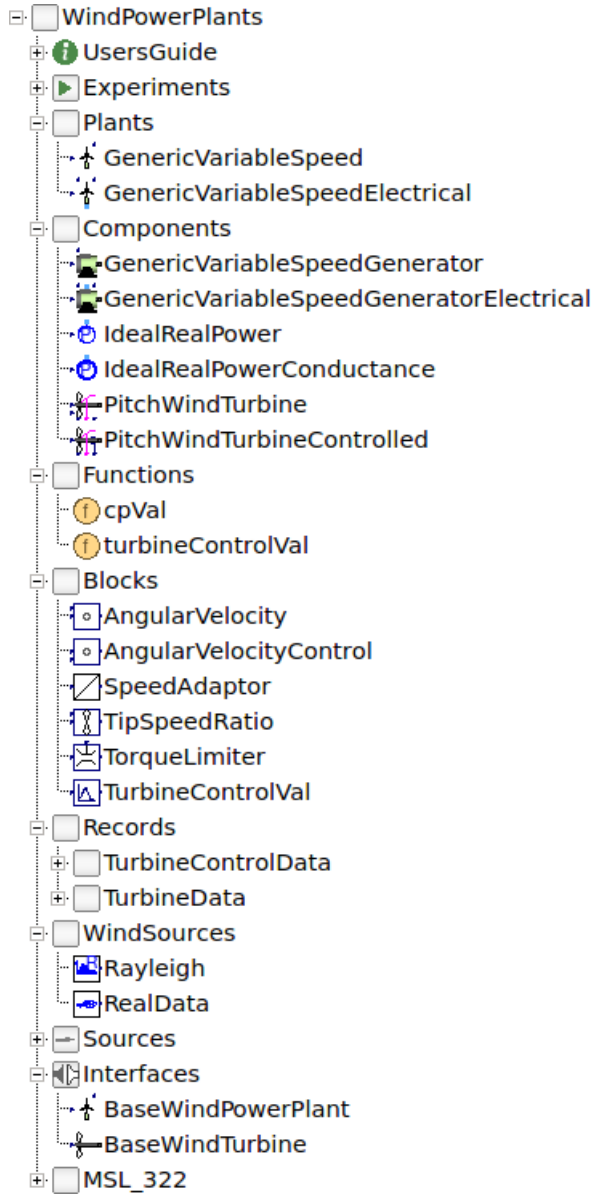 WindPowerPlants
UsersGuide
Experiments
Plants
GenericVariableSpeed
GenericVariableSpeedElectrical
Components
GenericVariableSpeedGenerator
GenericVariableSpeedGeneratorElectrical
IdealRealPower
IdealRealPowerConductance
PitchWindTurbine
PitchWindTurbineControlled
Functions
cpVal
turbineControlVal
Blocks
AngularVelocity
AngularVelocityControl
SpeedAdaptor
TipSpeedRatio
TorqueLimiter
TurbineControlVal
Records
TurbineControlData
TurbineData
WindSources
Rayleigh
RealData
Sources
Interfaces
BaseWindPowerPlant
BaseWindTurbine
MSL_322